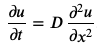 ∂u/∂t = D ∂²u/∂x²